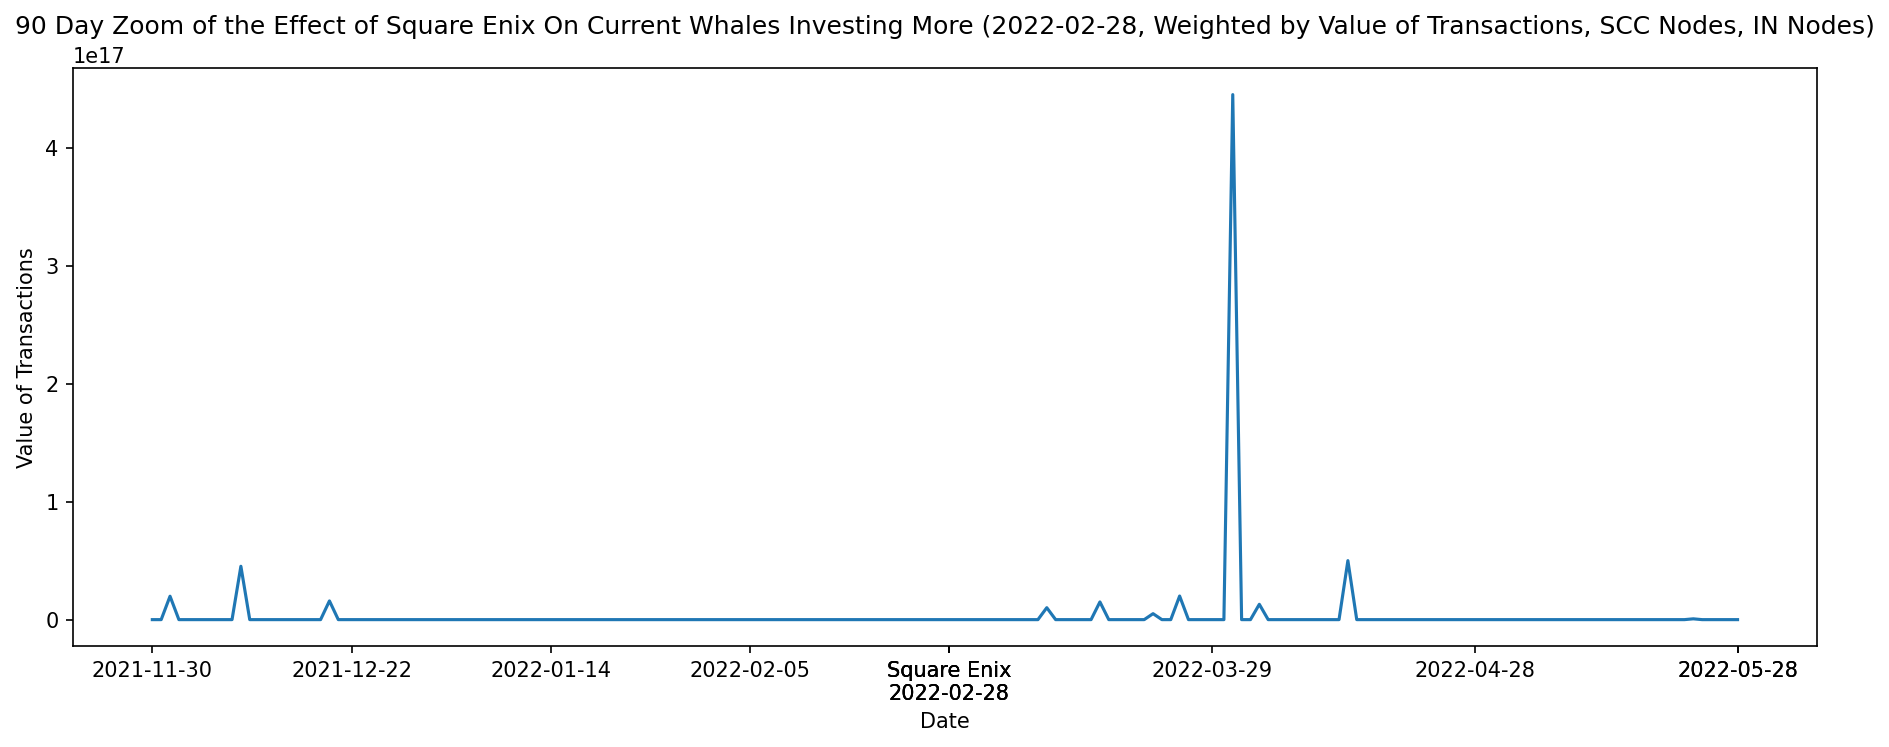 90 Day Zoom of the Effect of Square Enix On Current Whales Investing More (2022-02-28, Weighted by Value of Transactions, SCC Nodes, IN Nodes)
1e17
4
3
2
1
0
Value of Transactions
2021-11-30 2021-12-22 2022-01-14 2022-02-05 Square Enix 2022-03-29 2022-04-28 2022-05-28
2022-02-28
Date